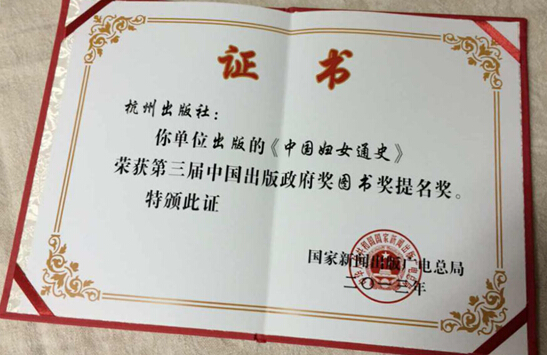 证书
杭州出版社：
你单位出版的《中国妇女通史》
荣获第三届中国出版政府奖图书奖提名奖。
特颁此证
国家新闻出版广电总局
二〇一三年